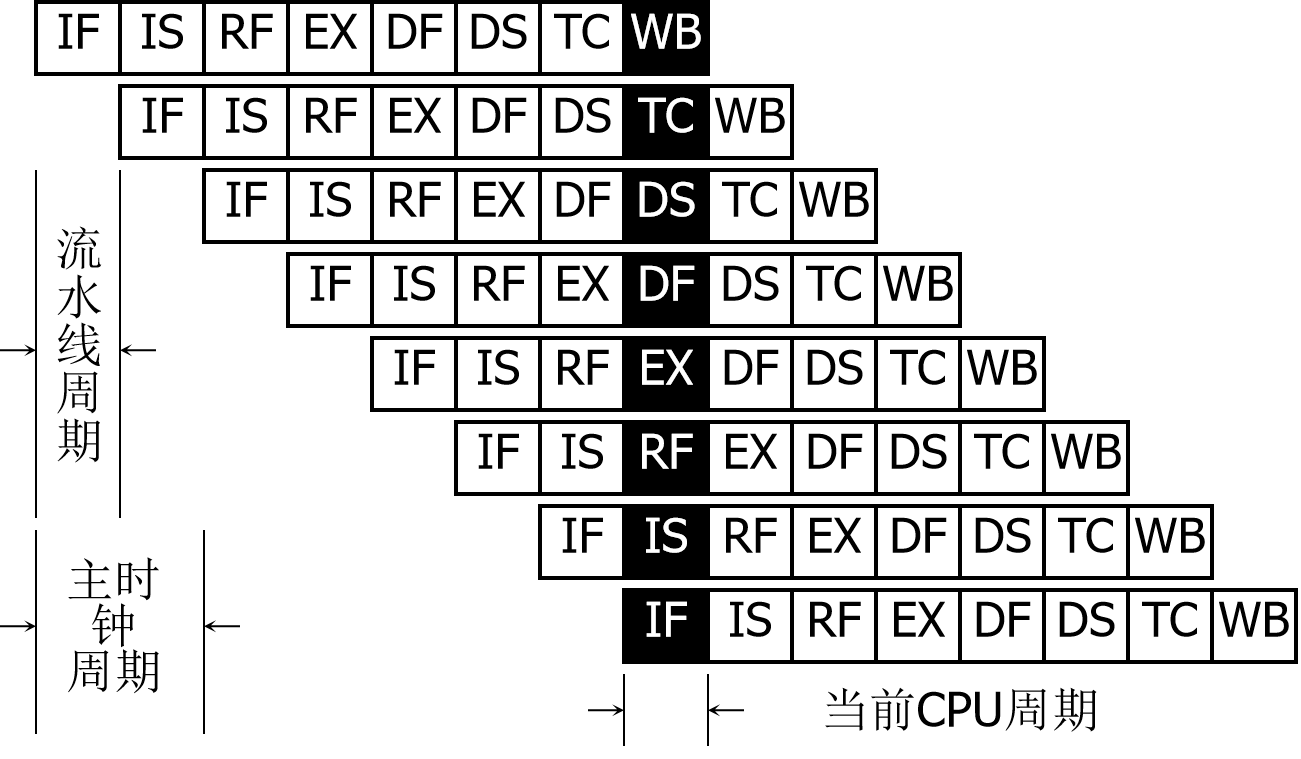 IF IS RF EX DF DS TC WB
IF IS RF EX DF DS TC WB
IF IS RF EX DF DS TC WB
IF IS RF EX DF DS TC WB
IF IS RF EX DF DS TC WB
IF IS RF EX DF DS TC WB
IF IS RF EX DF DS TC WB
IF IS RF EX DF DS TC WB
流水线周期
主时
钟
周期
当前CPU周期